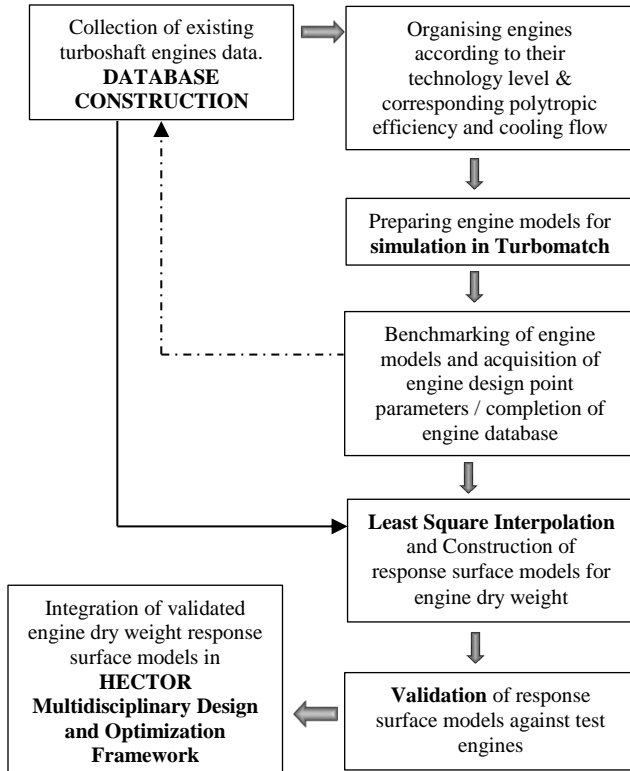 Collection of existing
turboshaft engines data.
DATABASE
CONSTRUCTION
Organising engines
according to their
technology level &
corresponding polytropic
efficiency and cooling flow
Preparing engine models for
simulation in Turbomatch
Benchmarking of engine
models and acquisition of
engine design point
parameters / completion of
engine database
Least Square Interpolation
and Construction of
response surface models for
engine dry weight
Validation of response
surface models against test
engines
Integration of validated
engine dry weight response
surface models in
HECTOR
Multidisciplinary Design
and Optimization
Framework